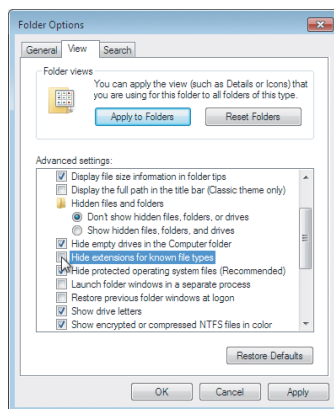 Folder Options
General View Search
Folder views
You can apply the view (such as Details or Icons) that
you are using for this folder to all folders of this type.
Apply to Folders Reset Folders
Advanced settings:
Display file size information in folder tips
Display the full path in the title bar (Classic theme only)
Hidden files and folders
Don't show hidden files, folders, or drives
Show hidden files, folders, and drives
Hide empty drives in the Computer folder
Hide extensions for known file types
Hide protected operating system files (Recommended)
Launch folder windows in a separate process
Restore previous folder windows at logon
Show drive letters
Show encrypted or compressed NTFS files in color
Restore Defaults
OK Cancel Apply